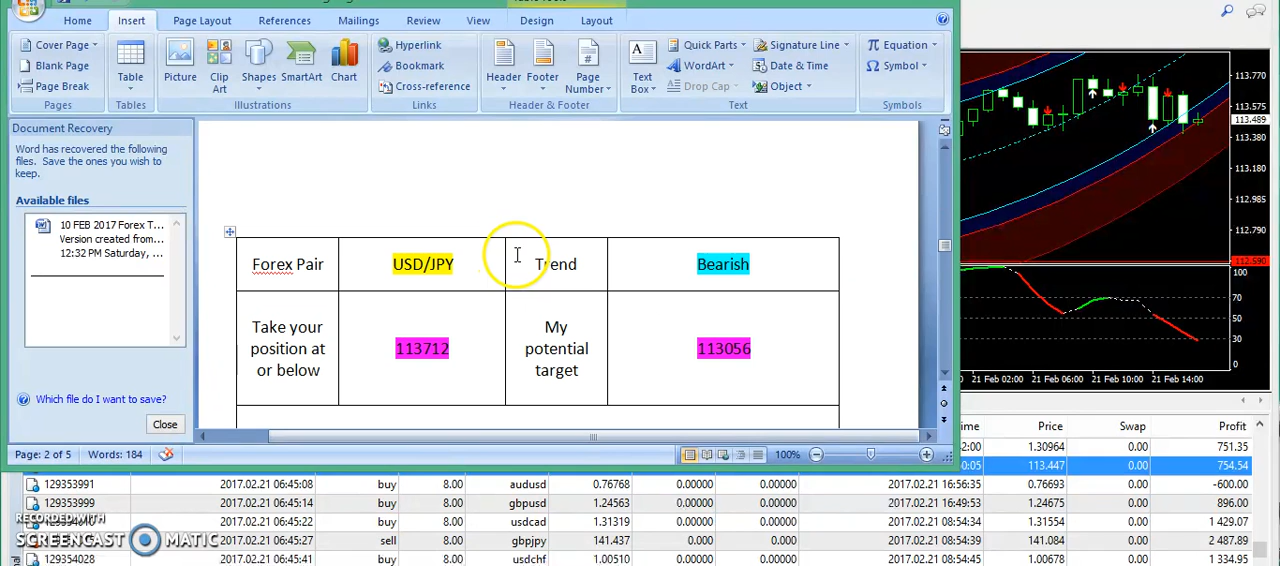 Home Insert Page Layout References Mailings Review View Design Layout
Cover Page
Blank Page
Page Break
Pages
Table
Tables
Picture Clip Art Shapes SmartArt Chart
Illustrations
Hyperlink
Bookmark
Cross-reference
Links
Header Footer Page Number
Header & Footer
Text Box
Quick Parts Signature Line
WordArt Date & Time
Drop Cap Object
Text
Equation
Symbol
Symbols
Document Recovery
Word has recovered the following
files. Save the ones you wish to
keep.
Available files
10 FEB 2017 Forex T...
Version created from...
12:32 PM Saturday, ...
Which file do I want to save?
Close
Forex Pair USD/JPY Trend Bearish
Take your
position at
or below
113712
My
potential
target
113056
Page: 2 of 5 Words: 184 100%
113.770
113.575
113.489
113.380
113.185
112.985
112.790
112.590
100
70
50
30
0
21 Feb 02:00 21 Feb 06:00 21 Feb 10:00 21 Feb 14:00
Price Swap Profit
1.30964 0.00 751.35
113.447 0.00 754.54
129353991 2017.02.21 06:45:08 buy 8.00 audusd 0.76768 0.00000 0.00000 2017.02.21 16:56:35 0.76693 0.00 -600.00
129353999 2017.02.21 06:45:14 buy 8.00 gbpusd 1.24563 0.00000 0.00000 2017.02.21 16:49:53 1.24675 0.00 896.00
2017.02.21 06:45:22 buy 8.00 usdcad 1.31319 0.00000 0.00000 2017.02.21 08:54:34 1.31554 0.00 1 429.07
2017.02.21 06:45:27 sell 8.00 gbpjpy 141.437 0.000 0.000 2017.02.21 08:54:39 141.084 0.00 2 487.89
129354028 2017.02.21 06:45:41 buy 8.00 usdchf 1.00510 0.00000 0.00000 2017.02.21 08:54:45 1.00678 0.00 1 334.95
RECORDED WITH
SCREENCAST MATIC